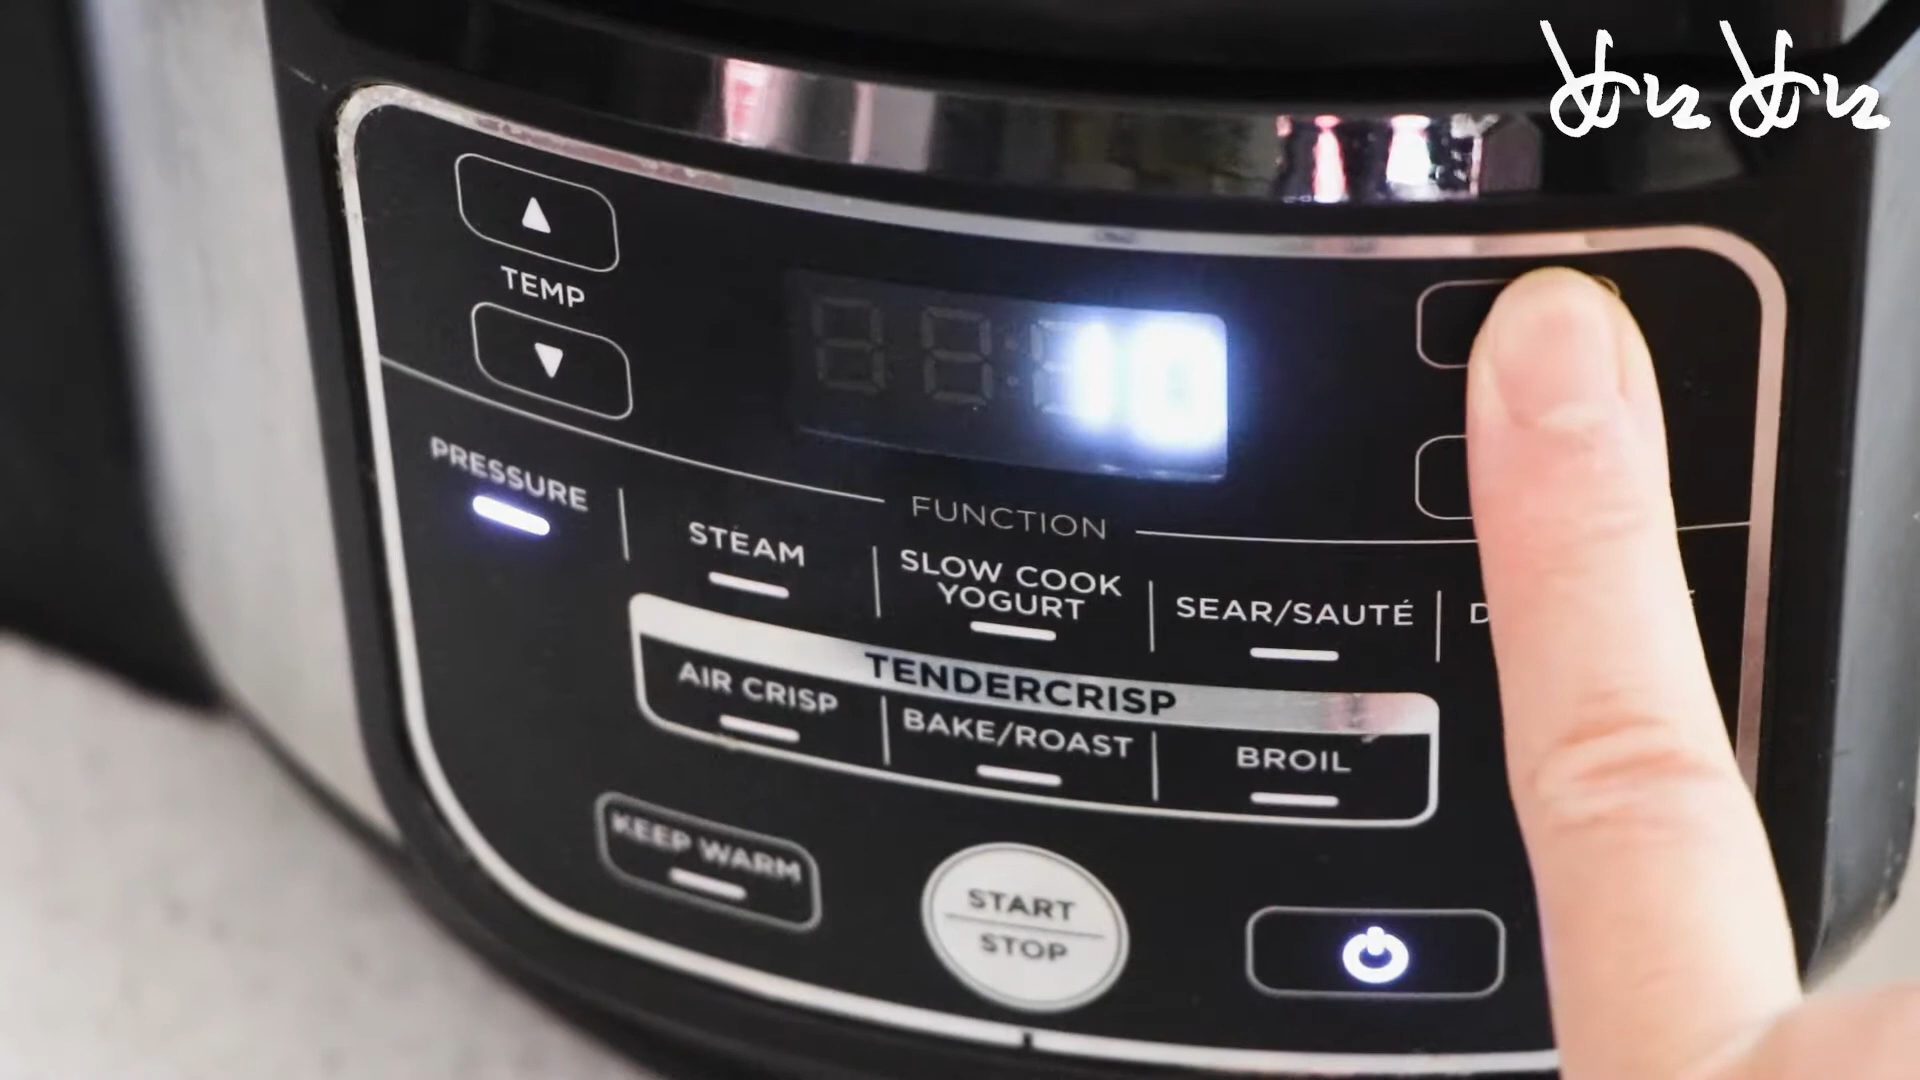 TEMP
10
PRESSURE
FUNCTION
STEAM
SLOW COOK
YOGURT
SEAR/SAUTÉ
TENDERCRISP
AIR CRISP
BAKE/ROAST
BROIL
KEEP WARM
START
STOP